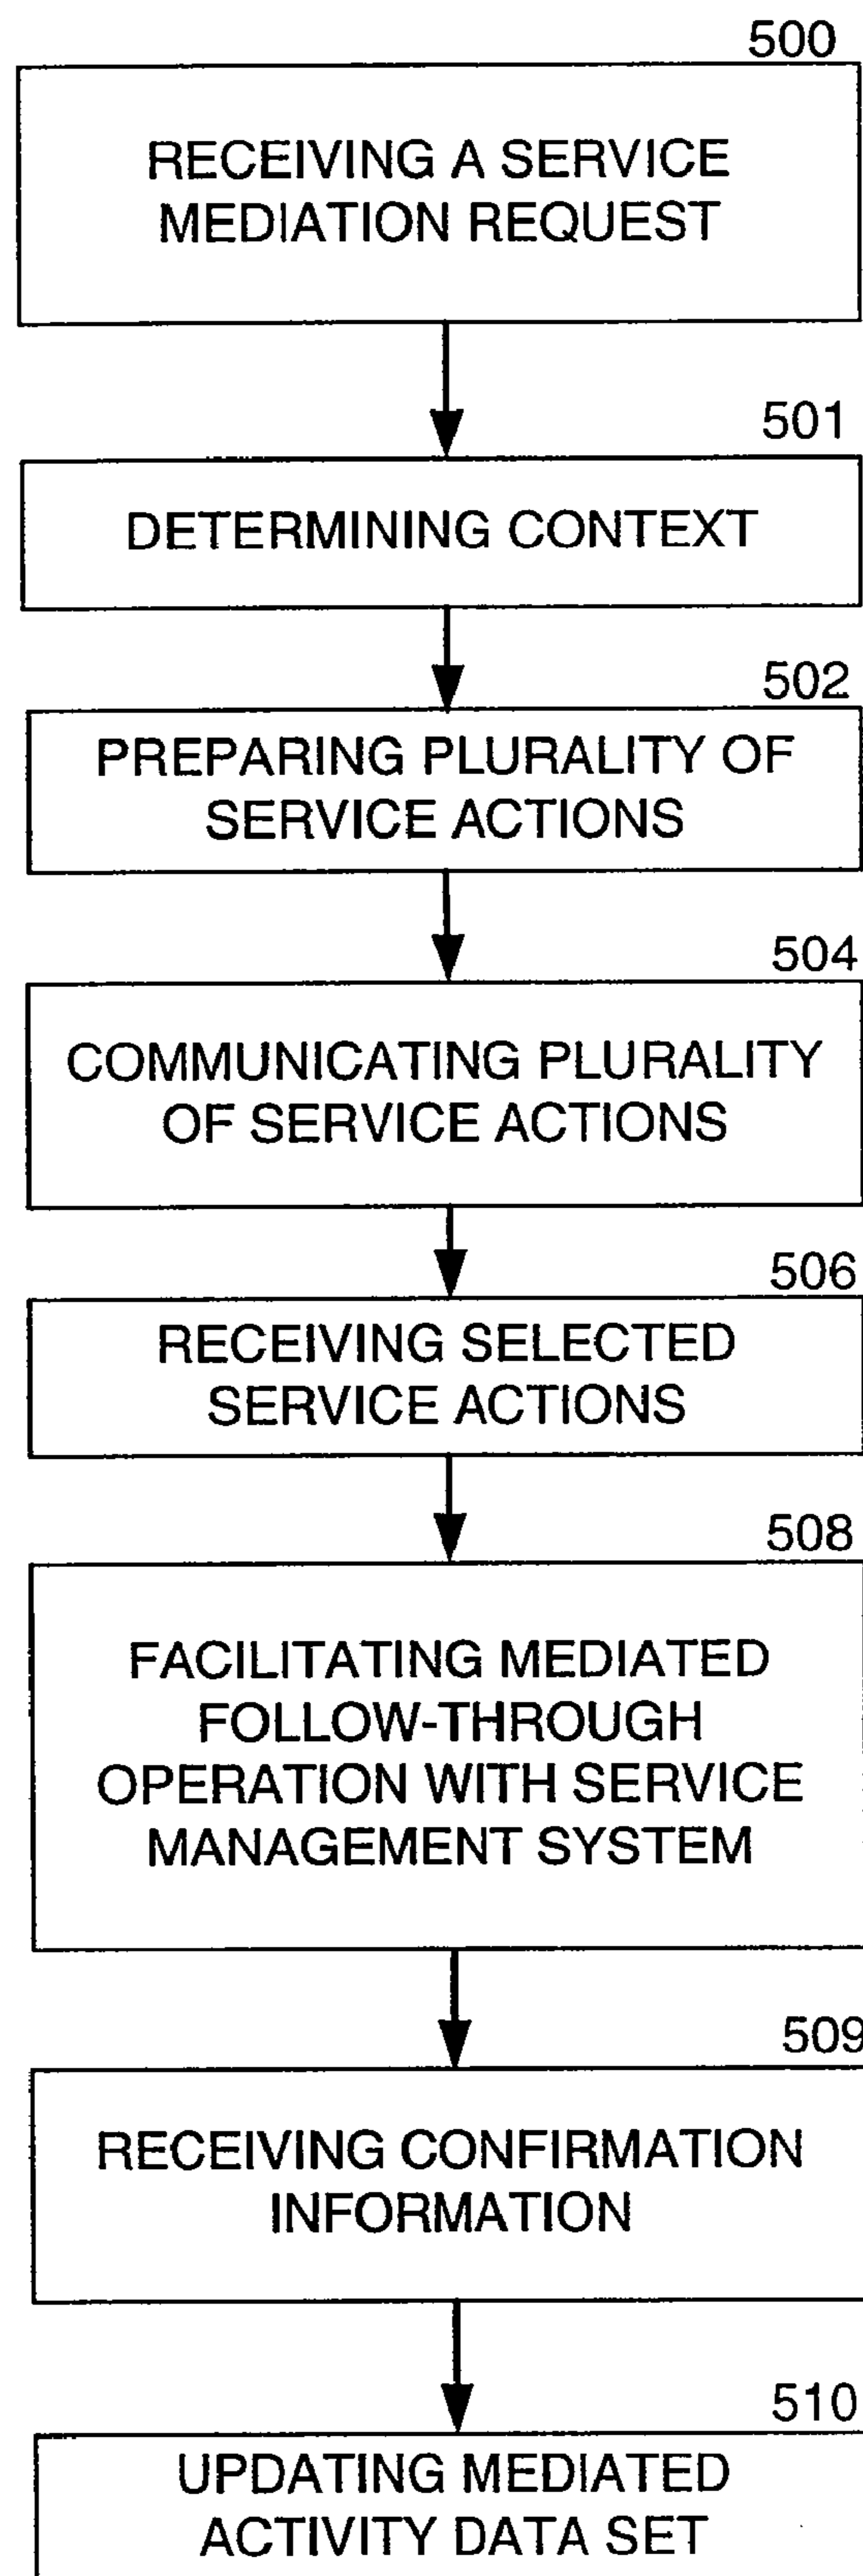 500
RECEIVING A SERVICE
MEDIATION REQUEST
501
DETERMINING CONTEXT
502
PREPARING PLURALITY OF
SERVICE ACTIONS
504
COMMUNICATING PLURALITY
OF SERVICE ACTIONS
506
RECEIVING SELECTED
SERVICE ACTIONS
508
FACILITATING MEDIATED
FOLLOW-THROUGH
OPERATION WITH SERVICE
MANAGEMENT SYSTEM
509
RECEIVING CONFIRMATION
INFORMATION
510
UPDATING MEDIATED
ACTIVITY DATA SET